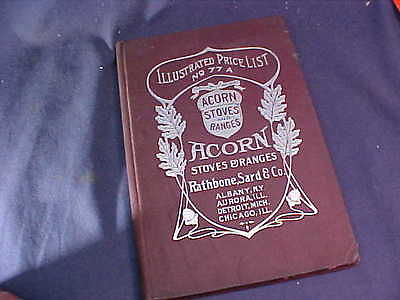 ILLUSTRATED PRICE LIST
No 77 A
ACORN
STOVES
AND
RANGES
ACORN
STOVES & RANGES
Rathbone, Sard & Co.
ALBANY, N.Y.
AURORA, ILL.
DETROIT, MICH.
CHICAGO, ILL.